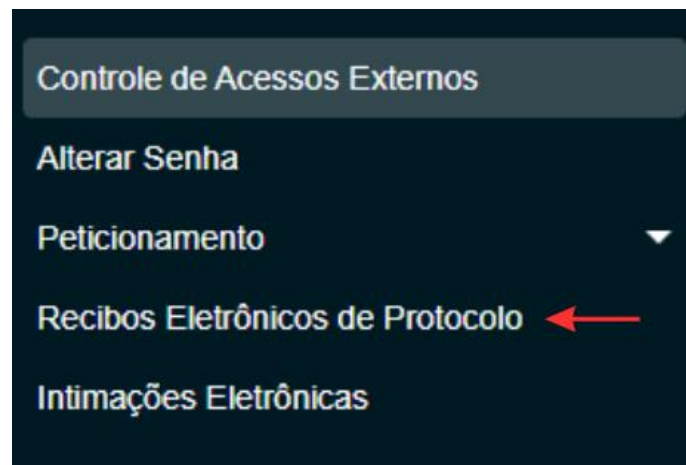 Controle de Acessos Externos
Alterar Senha
Peticionamento
Recibos Eletrônicos de Protocolo
Intimações Eletrônicas